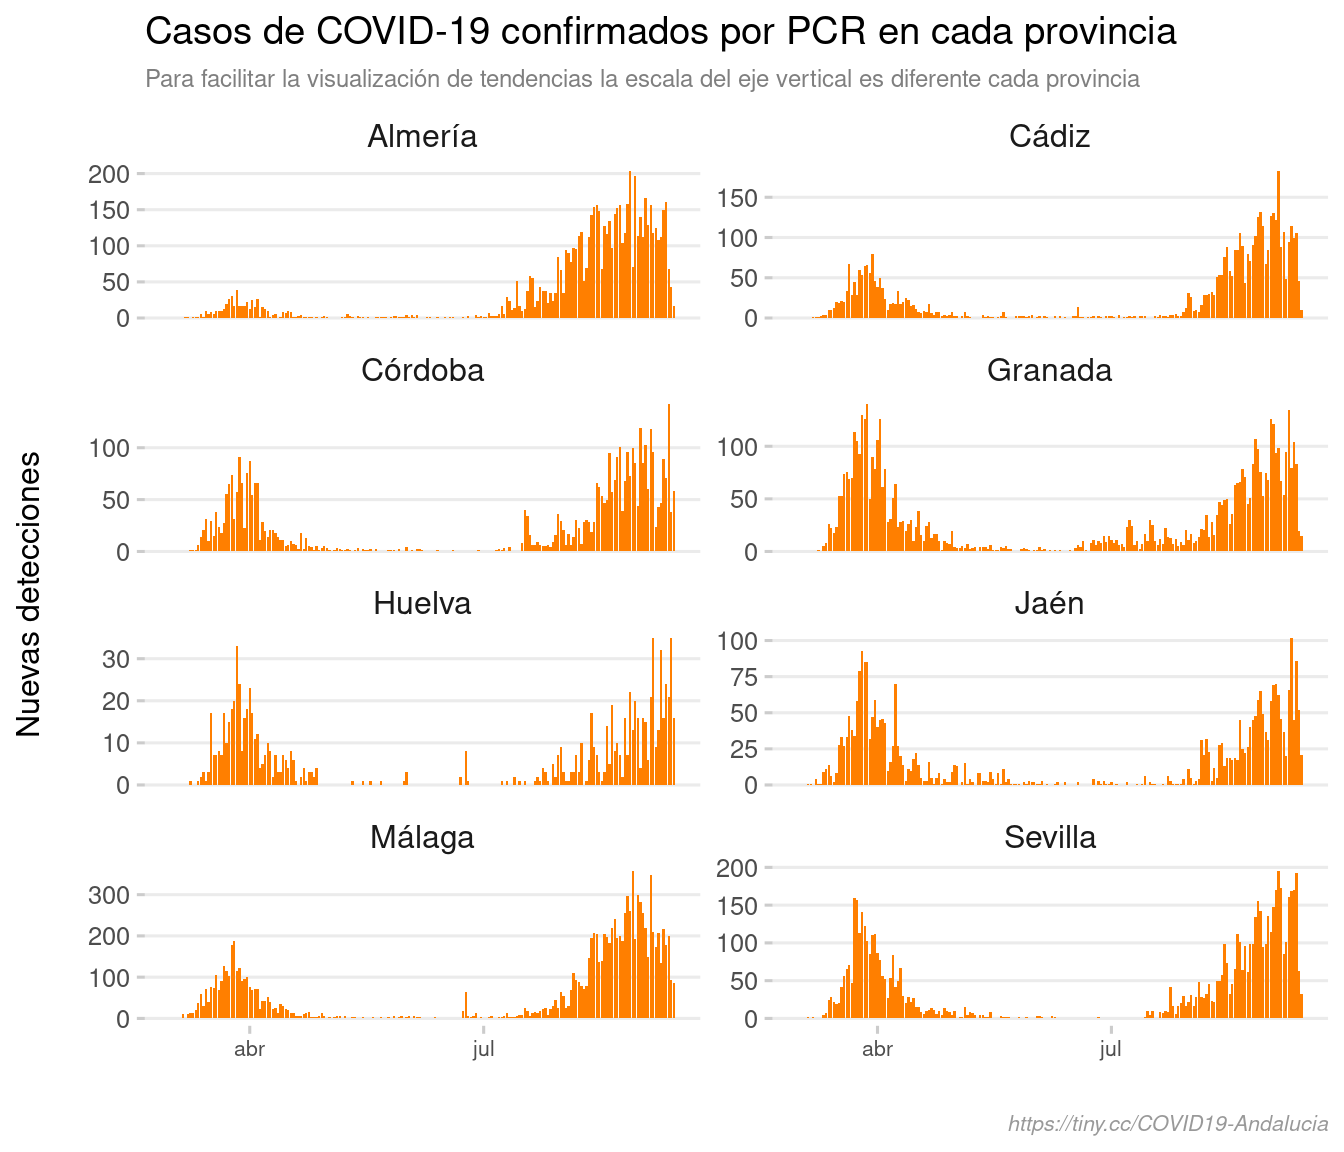 Casos de COVID-19 confirmados por PCR en cada provincia
Para facilitar la visualización de tendencias la escala del eje vertical es diferente cada provincia
Nuevas detecciones
Almería
200
150
100
50
0
Cádiz
150
100
50
0
Córdoba
100
50
0
Granada
100
50
0
Huelva
30
20
10
0
Jaén
100
75
50
25
0
Málaga
300
200
100
0
abr
jul
Sevilla
200
150
100
50
0
abr
jul
https://tiny.cc/COVID19-Andalucia